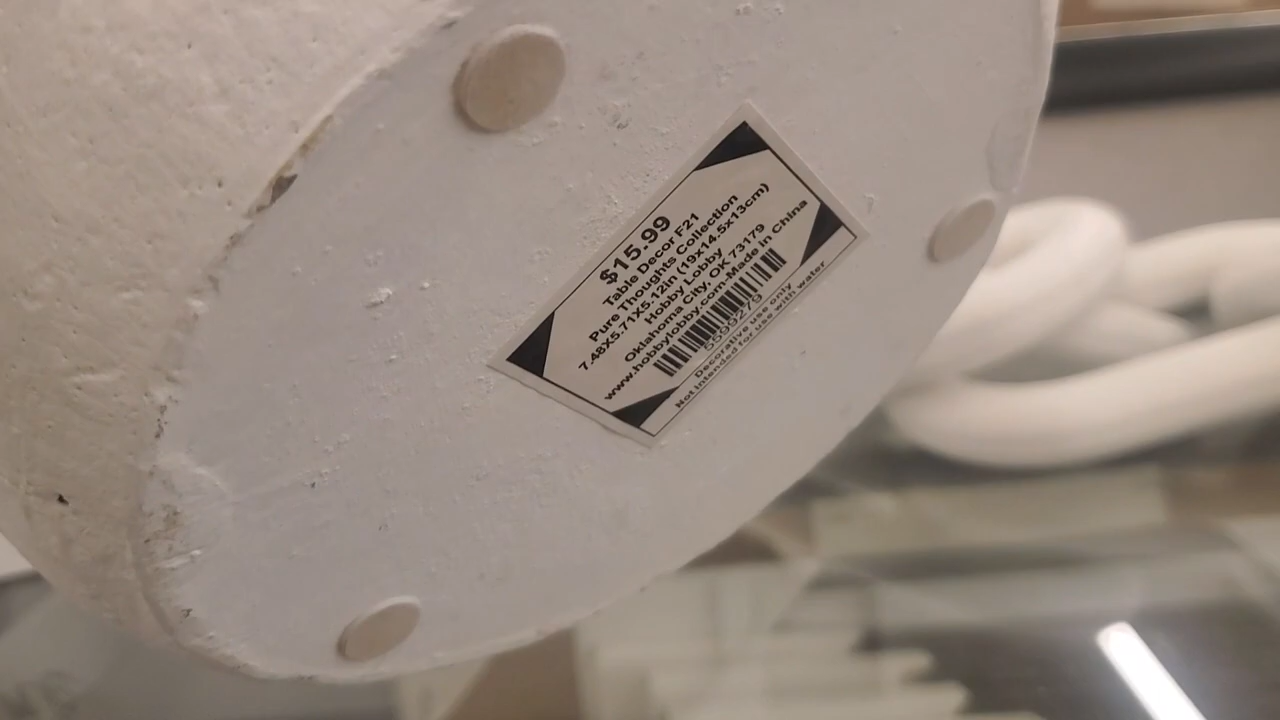 $15.99
Table Decor F21
Pure Thoughts Collection
7.48X5.71X5.12in (19x14.5x13cm)
Hobby Lobby
Oklahoma City, OK 73179
www.hobbylobby.com-Made in China
5599279
Decorative use only
Not intended for use with water